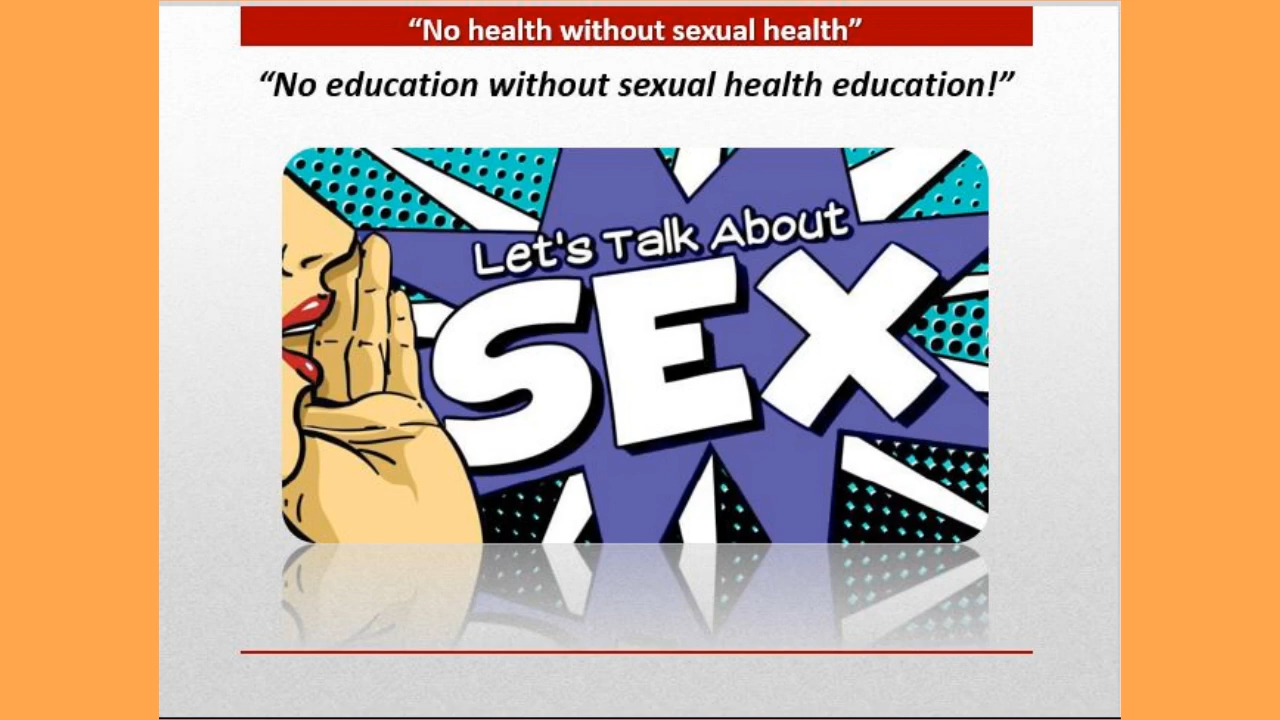 “No health without sexual health”
“No education without sexual health education!”
Let's Talk About
SEX